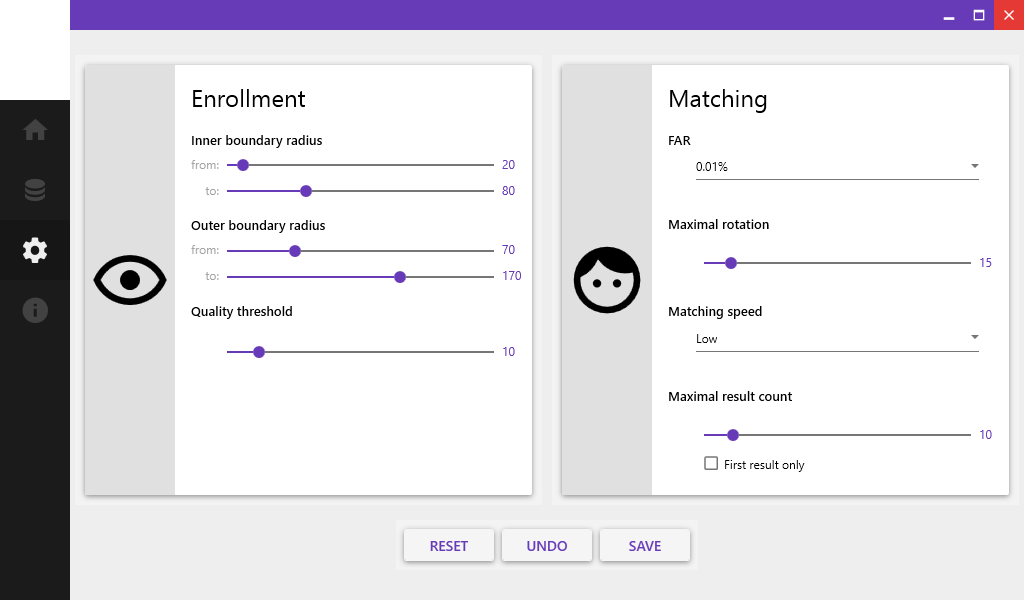 Enrollment
Inner boundary radius
from: 20
to: 80
Outer boundary radius
from: 70
to: 170
Quality threshold
10
Matching
FAR
0.01%
Maximal rotation
15
Matching speed
Low
Maximal result count
10
First result only
RESET UNDO SAVE